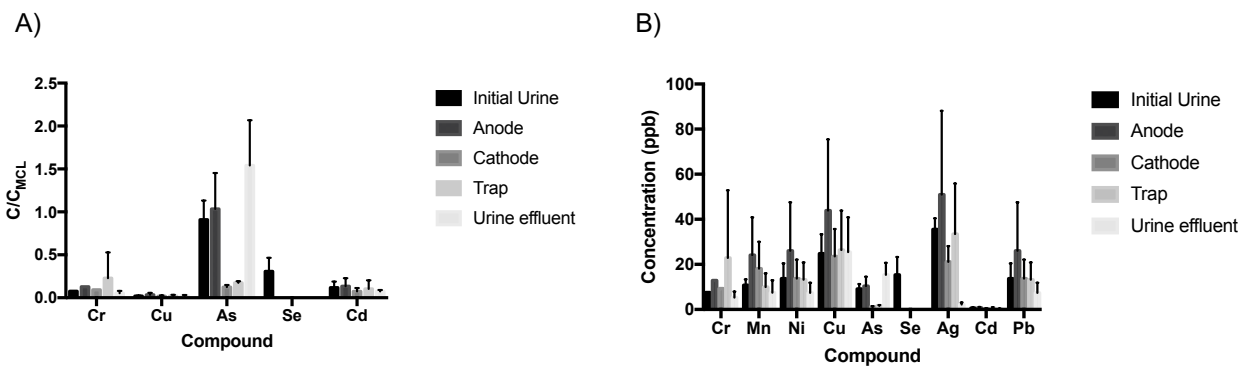 A)
2.5
2.0
1.5
1.0
0.5
0.0
C/CMCL
Cr Cu As Se Cd
Compound
Initial Urine
Anode
Cathode
Trap
Urine effluent
B)
100
80
60
40
20
0
Concentration (ppb)
Cr Mn Ni Cu As Se Ag Cd Pb
Compound
Initial Urine
Anode
Cathode
Trap
Urine effluent